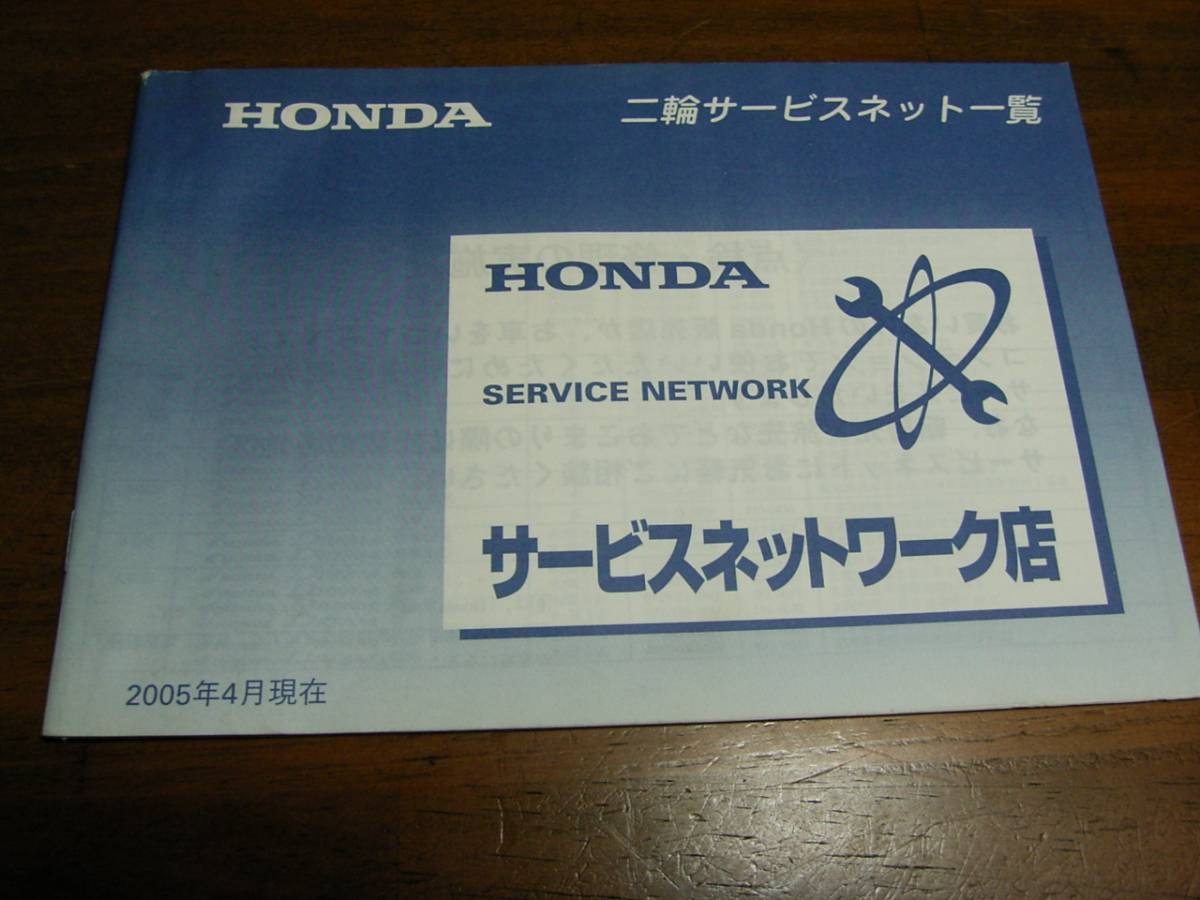 HONDA 二輪サービスネット一覧
HONDA
SERVICE NETWORK
サービスネットワーク店
2005年4月現在